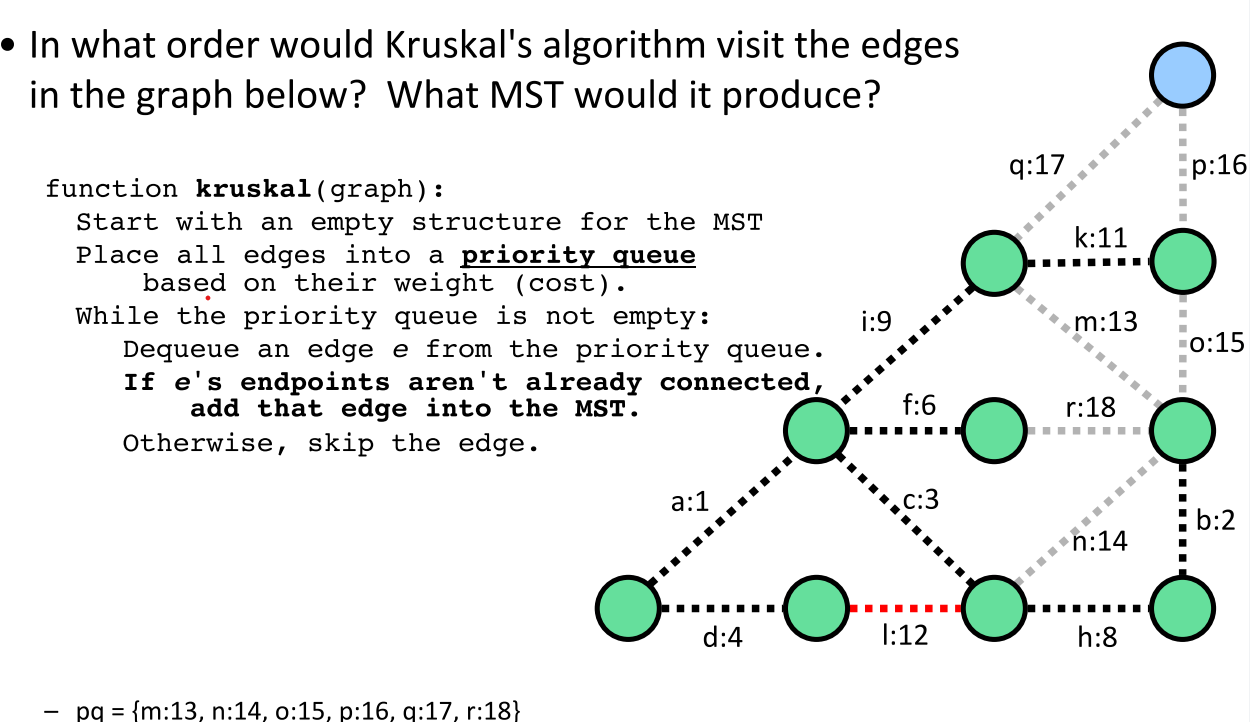 • In what order would Kruskal's algorithm visit the edges
in the graph below?  What MST would it produce?
function kruskal(graph):
Start with an empty structure for the MST
Place all edges into a priority queue
based on their weight (cost).
While the priority queue is not empty:
Dequeue an edge e from the priority queue.
If e's endpoints aren't already connected,
add that edge into the MST.
Otherwise, skip the edge.
q:17
p:16
k:11
i:9
m:13
o:15
f:6
r:18
a:1
c:3
b:2
n:14
d:4
l:12
h:8
– pq = {m:13, n:14, o:15, p:16, q:17, r:18}